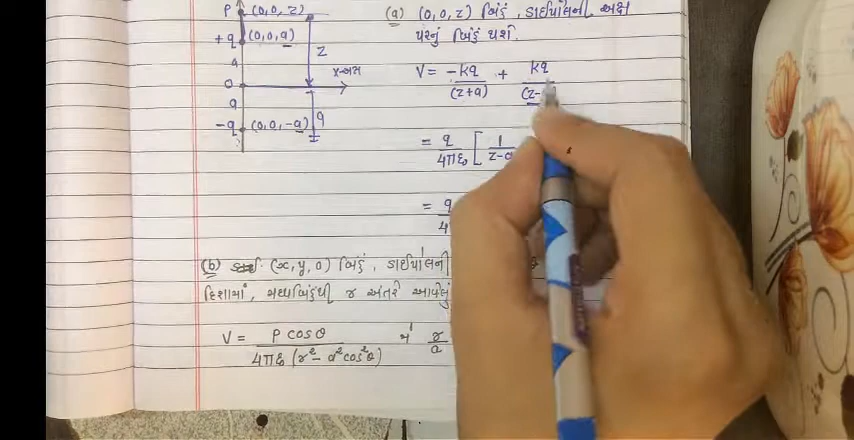 P (0,0,z)
+q (0,0,a)
a
z
x-અક્ષ
0
a
-q (0,0,-a)
(a) (0,0,z) બિંદુ, ડાઈપોલની અક્ષ
પરનું બિંદુ થશે.
V = -kq/(z+a) + kq/(z-
= q/4πε₀ [ 1/z-a
= q/4
(b) (x,y,0) બિંદુ, ડાઈપોલની
દિશામાં, મધ્યબિંદુથી r અંતરે આવેલું
V = P cosθ/4πε₀ (r²- a²cos²θ) જો r/a